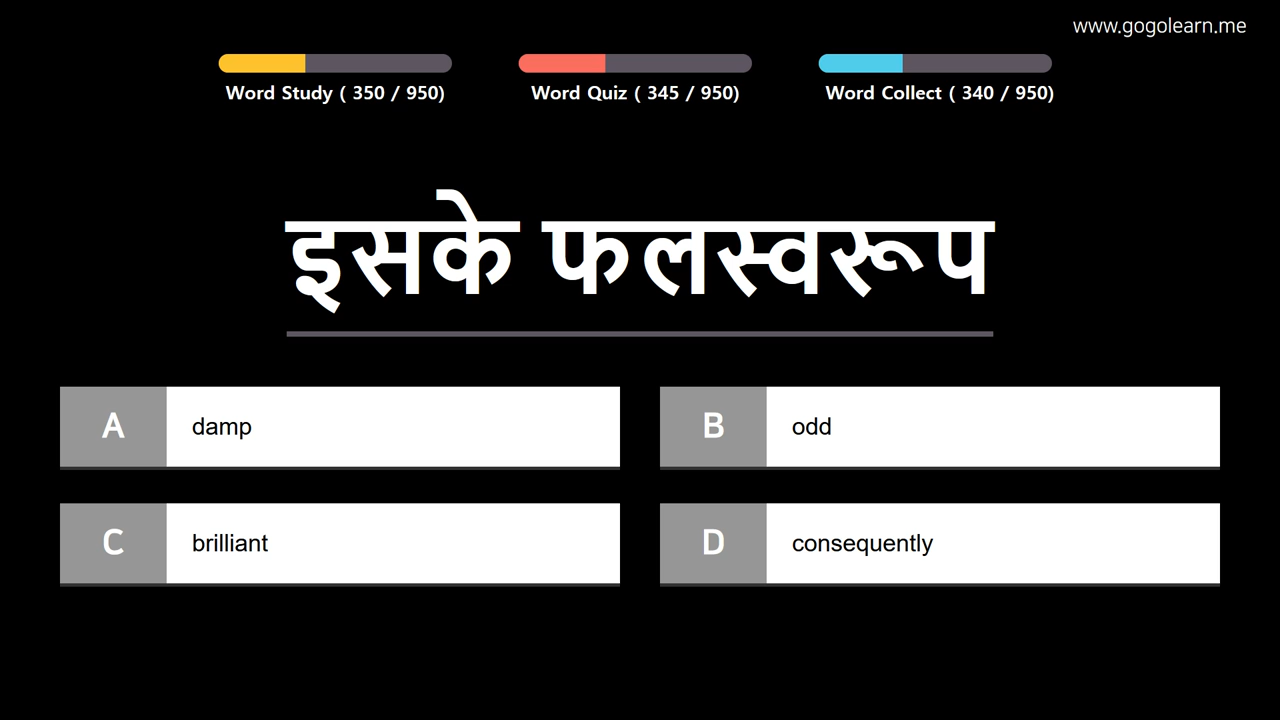 www.gogolearn.me
Word Study ( 350 / 950)
Word Quiz ( 345 / 950)
Word Collect ( 340 / 950)
इसके फलस्वरूप
A damp
B odd
C brilliant
D consequently